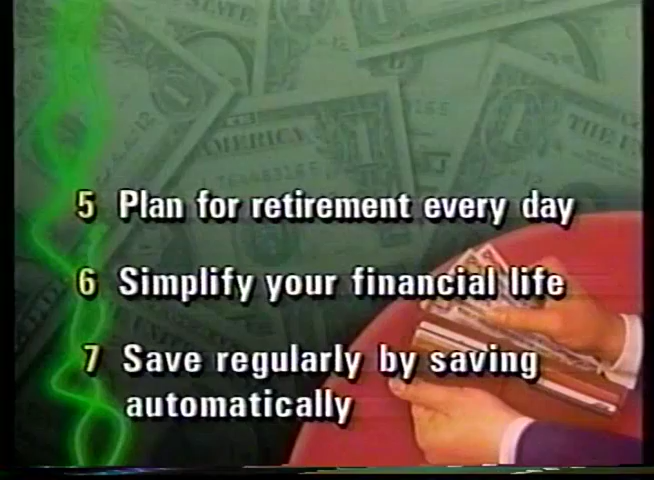 5 Plan for retirement every day
6 Simplify your financial life
7 Save regularly by saving
automatically